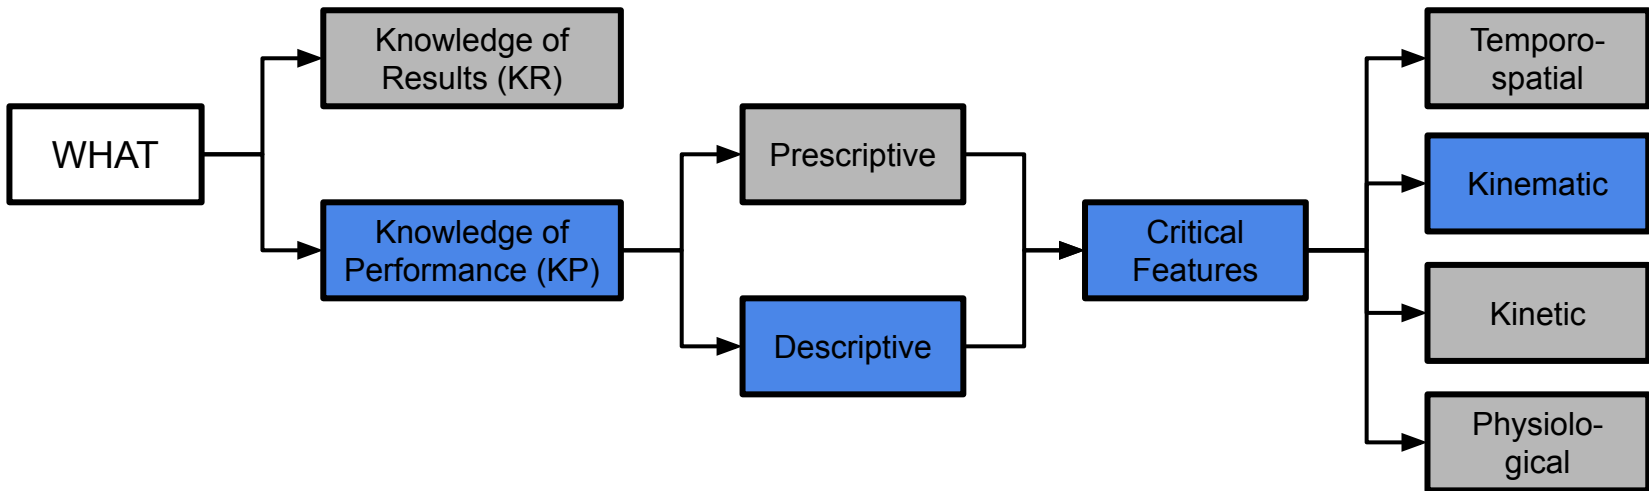 WHAT
Knowledge of
Results (KR)
Knowledge of
Performance (KP)
Prescriptive
Descriptive
Critical
Features
Temporo-
spatial
Kinematic
Kinetic
Physiolo-
gical